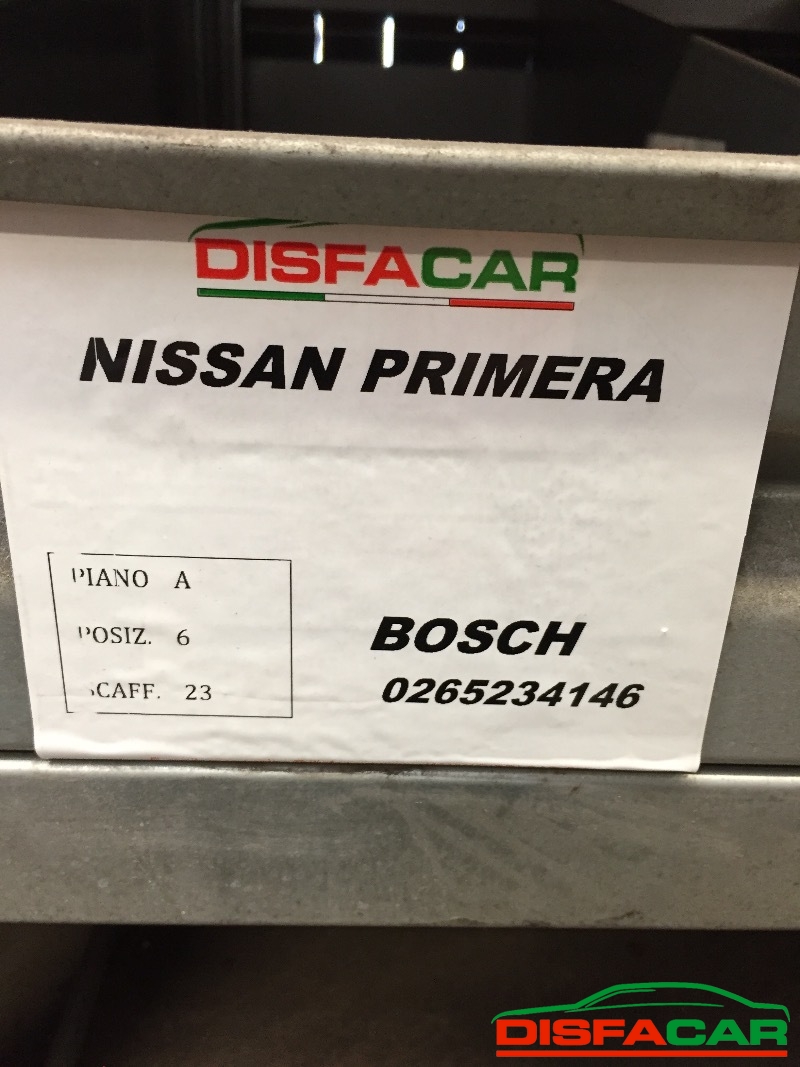 DISFACAR
NISSAN PRIMERA
PIANO A
POSIZ. 6
SCAFF. 23
BOSCH
0265234146
DISFACAR